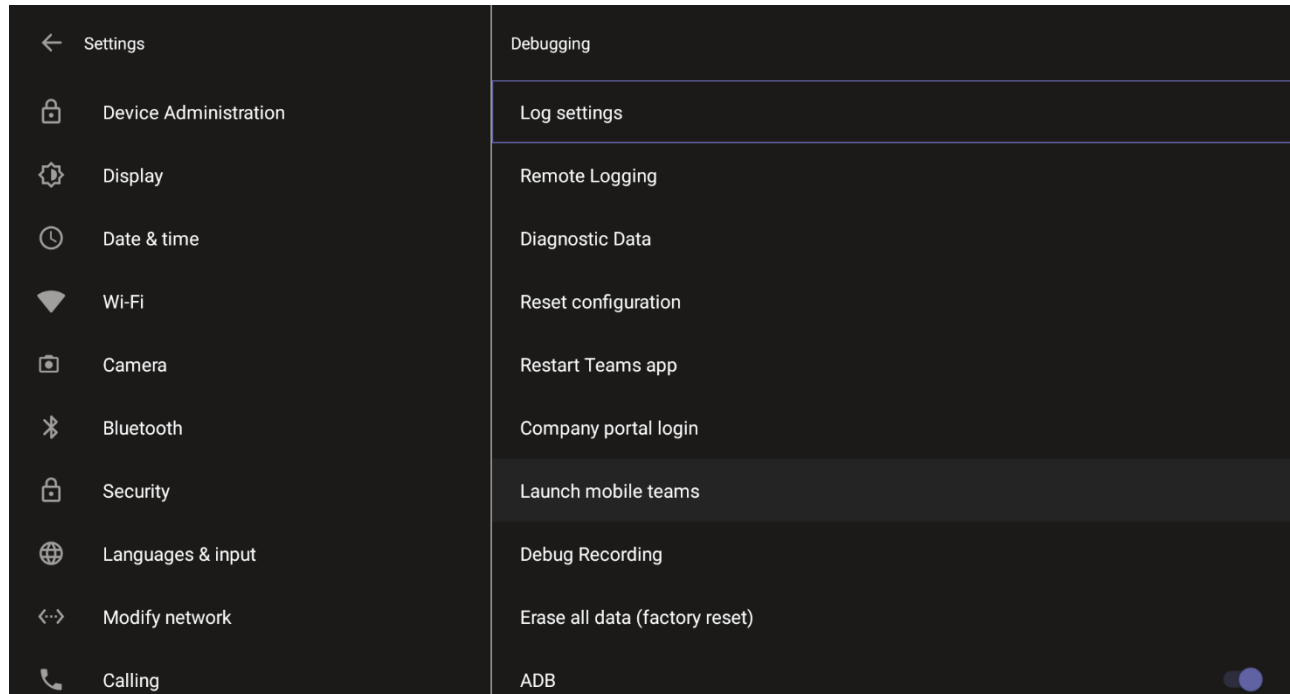 Settings
Device Administration
Display
Date & time
Wi-Fi
Camera
Bluetooth
Security
Languages & input
Modify network
Calling
Debugging
Log settings
Remote Logging
Diagnostic Data
Reset configuration
Restart Teams app
Company portal login
Launch mobile teams
Debug Recording
Erase all data (factory reset)
ADB